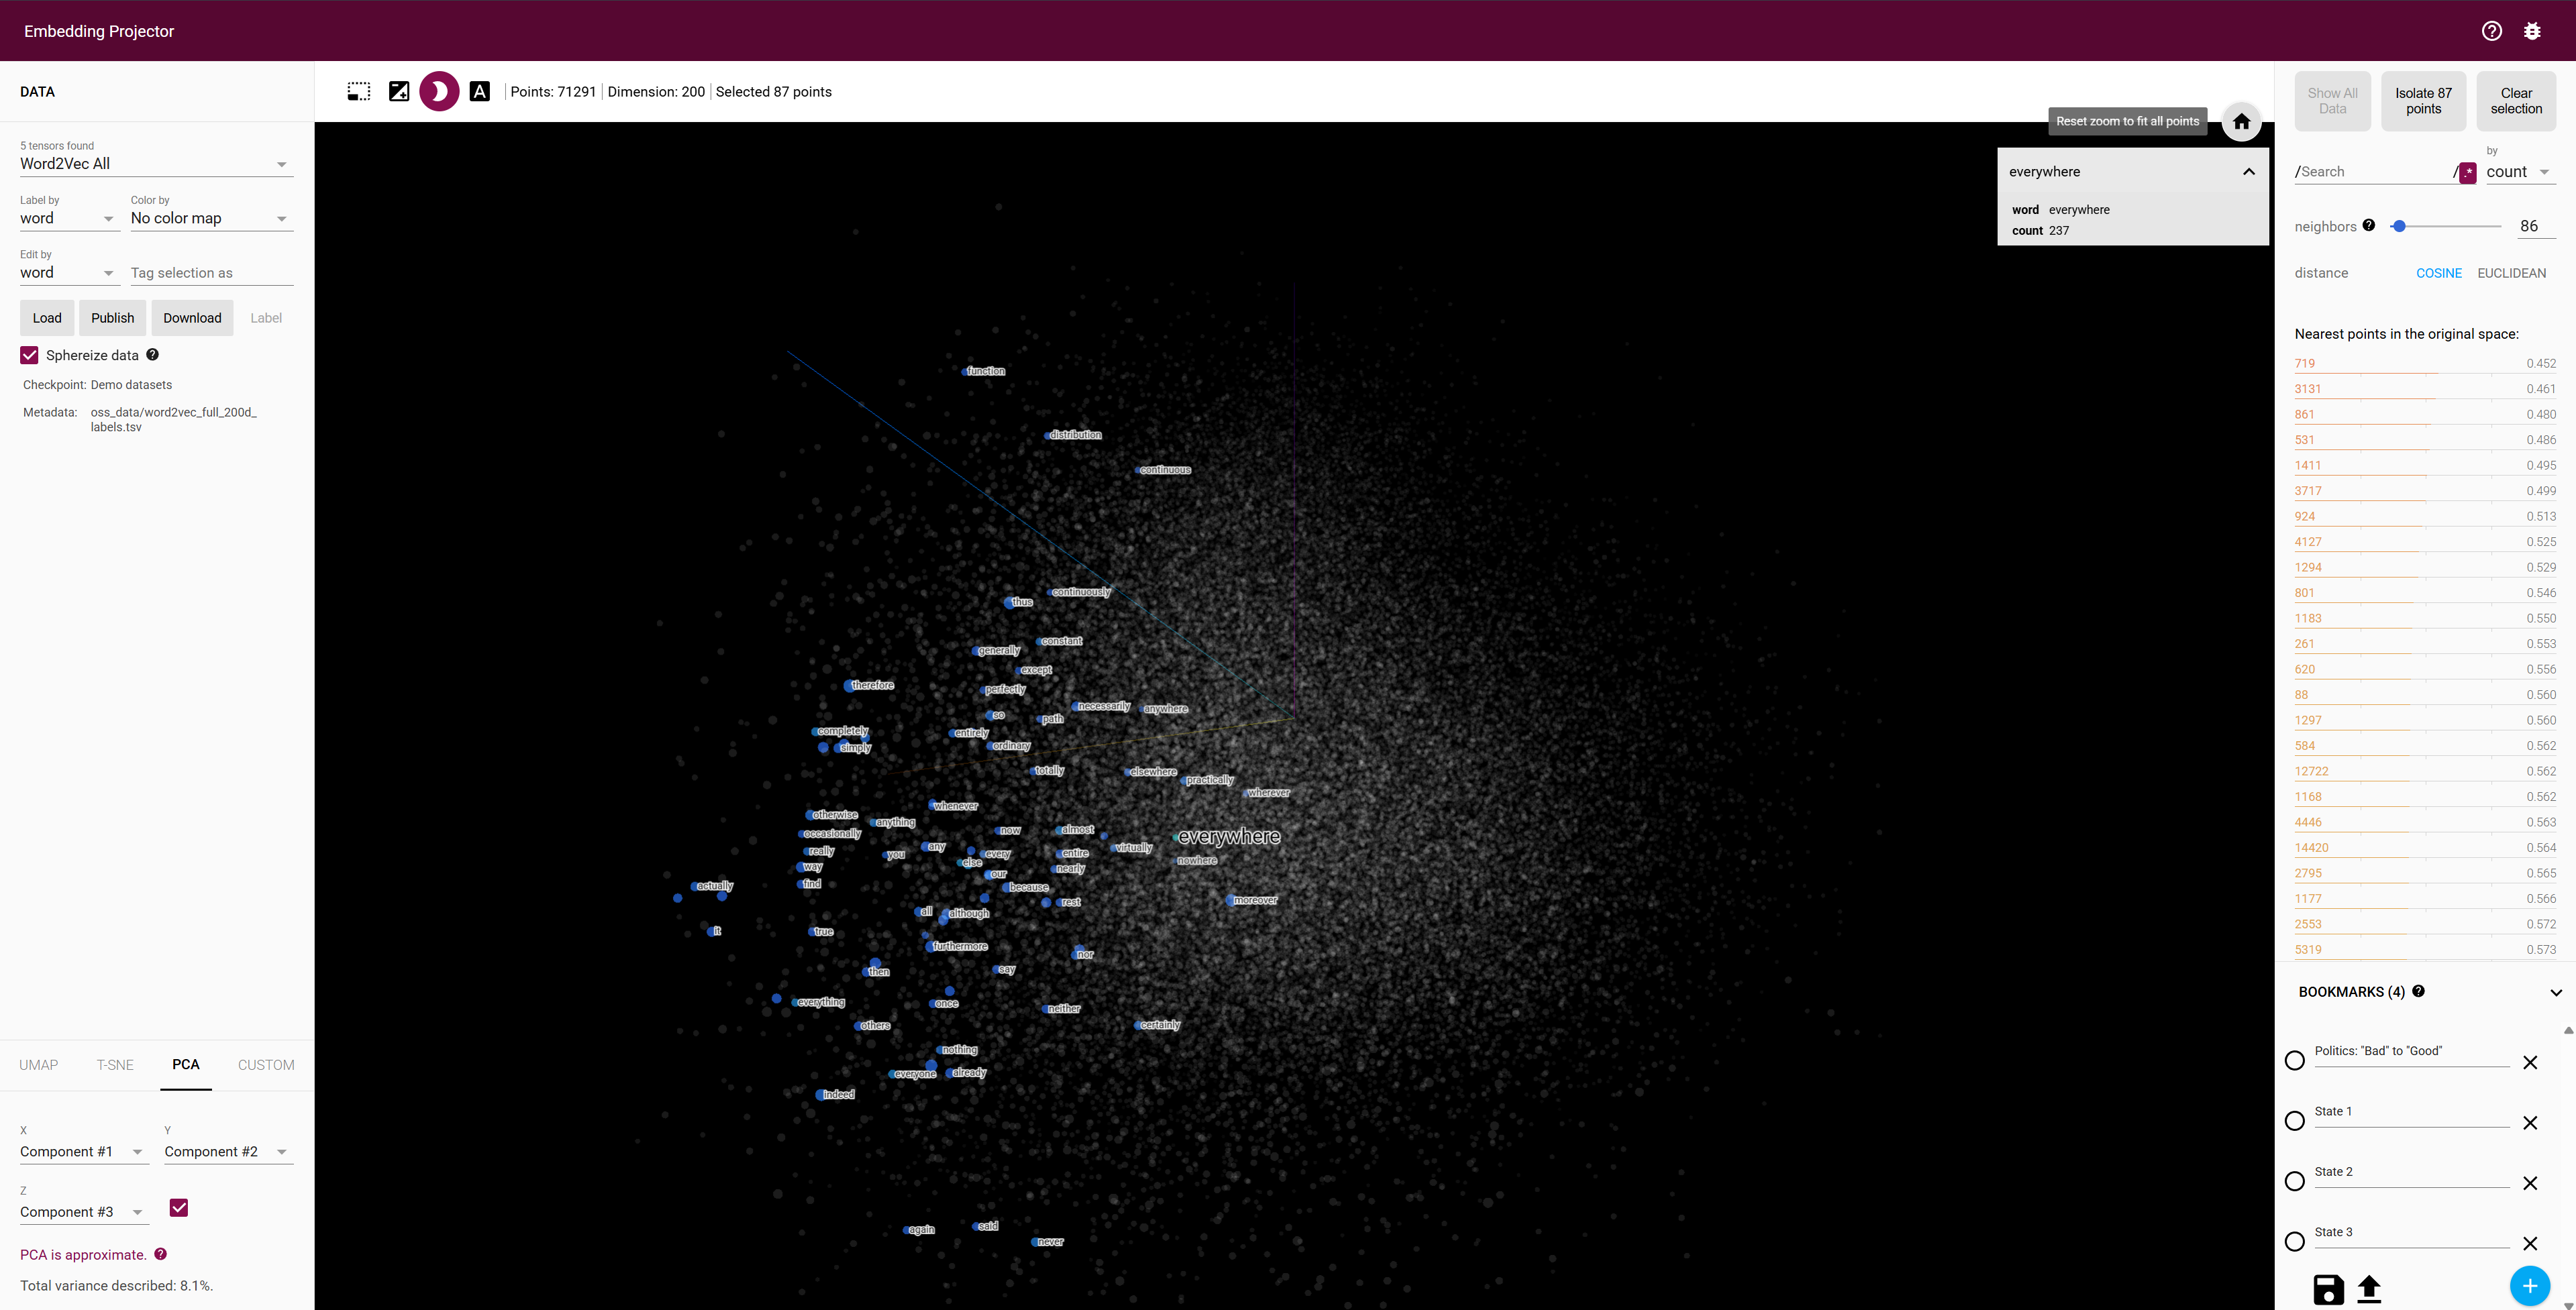 Embedding Projector
DATA
5 tensors found
Word2Vec All
Label by
word
Color by
No color map
Edit by
word
Tag selection as
Load
Publish
Download
Label
Sphereize data
Checkpoint: Demo datasets
Metadata: oss_data/word2vec_full_200d_
labels.tsv
UMAP
T-SNE
PCA
CUSTOM
X
Component #1
Y
Component #2
Z
Component #3
PCA is approximate.
Total variance described: 8.1%.
A
Points: 71291
Dimension: 200
Selected 87 points
Reset zoom to fit all points
everywhere
word everywhere
count 237
function
distribution
continuous
continuously
thus
constant
generally
except
therefore
perfectly
necessarily
anywhere
so
path
completely
entirely
simply
ordinary
totally
elsewhere
practically
wherever
whenever
otherwise
anything
occasionally
now
almost
everywhere
really
you
any
every
entire
virtually
else
nowhere
way
our
nearly
find
actually
because
rest
moreover
all
although
it
true
furthermore
nor
then
say
everything
once
neither
others
certainly
nothing
everyone
already
indeed
again
said
never
Show All
Data
Isolate 87
points
Clear
selection
/Search
/.*
by
count
neighbors
86
distance
COSINE
EUCLIDEAN
Nearest points in the original space:
719 0.452
3131 0.461
861 0.480
531 0.486
1411 0.495
3717 0.499
924 0.513
4127 0.525
1294 0.529
801 0.546
1183 0.550
261 0.553
620 0.556
88 0.560
1297 0.560
584 0.562
12722 0.562
1168 0.562
4446 0.563
14420 0.564
2795 0.565
1177 0.566
2553 0.572
5319 0.573
BOOKMARKS (4)
Politics: "Bad" to "Good"
State 1
State 2
State 3